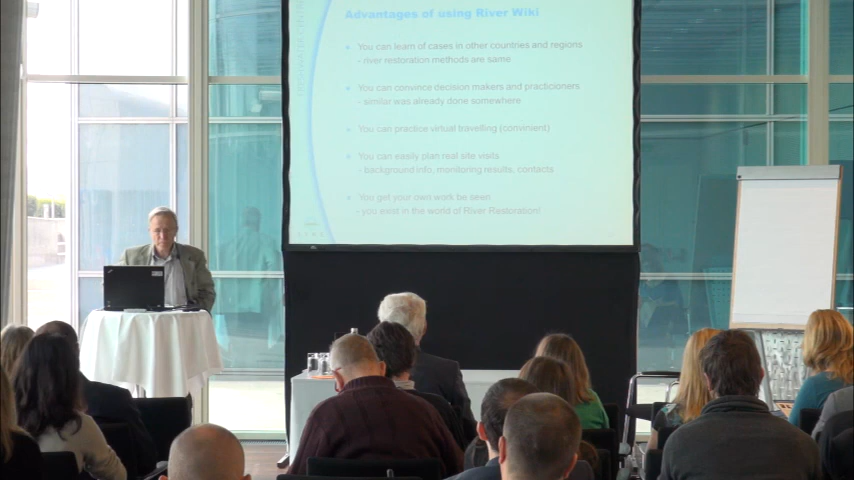 Advantages of using River Wiki
You can learn of cases in other countries and regions
- river restoration methods are same
You can convince decision makers and practicioners
- similar was already done somewhere
You can practice virtual travelling (convinient)
You can easily plan real site visits
- background info, monitoring results, contacts
You get your own work be seen
- you exist in the world of River Restoration!